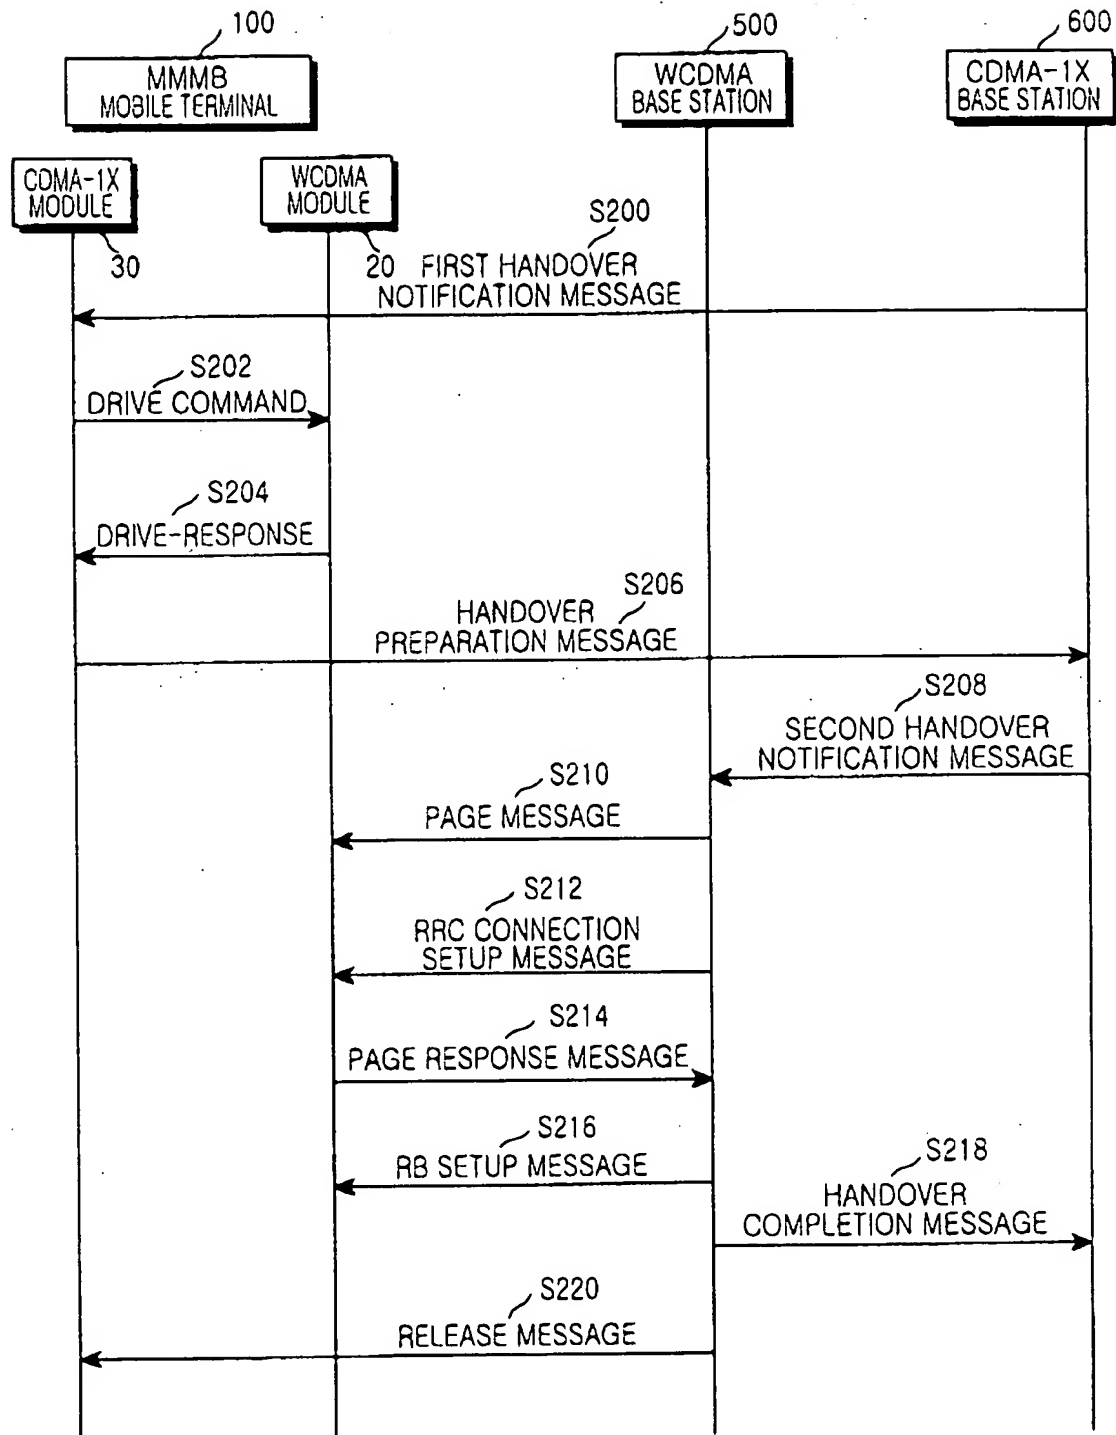 100
500
600
MMMB
MOBILE TERMINAL
WCDMA
BASE STATION
CDMA-1X
BASE STATION
CDMA-1X
MODULE
WCDMA
MODULE
30
20
S200
FIRST HANDOVER
NOTIFICATION MESSAGE
S202
DRIVE COMMAND
S204
DRIVE-RESPONSE
S206
HANDOVER
PREPARATION MESSAGE
S208
SECOND HANDOVER
NOTIFICATION MESSAGE
S210
PAGE MESSAGE
S212
RRC CONNECTION
SETUP MESSAGE
S214
PAGE RESPONSE MESSAGE
S216
RB SETUP MESSAGE
S218
HANDOVER
COMPLETION MESSAGE
S220
RELEASE MESSAGE